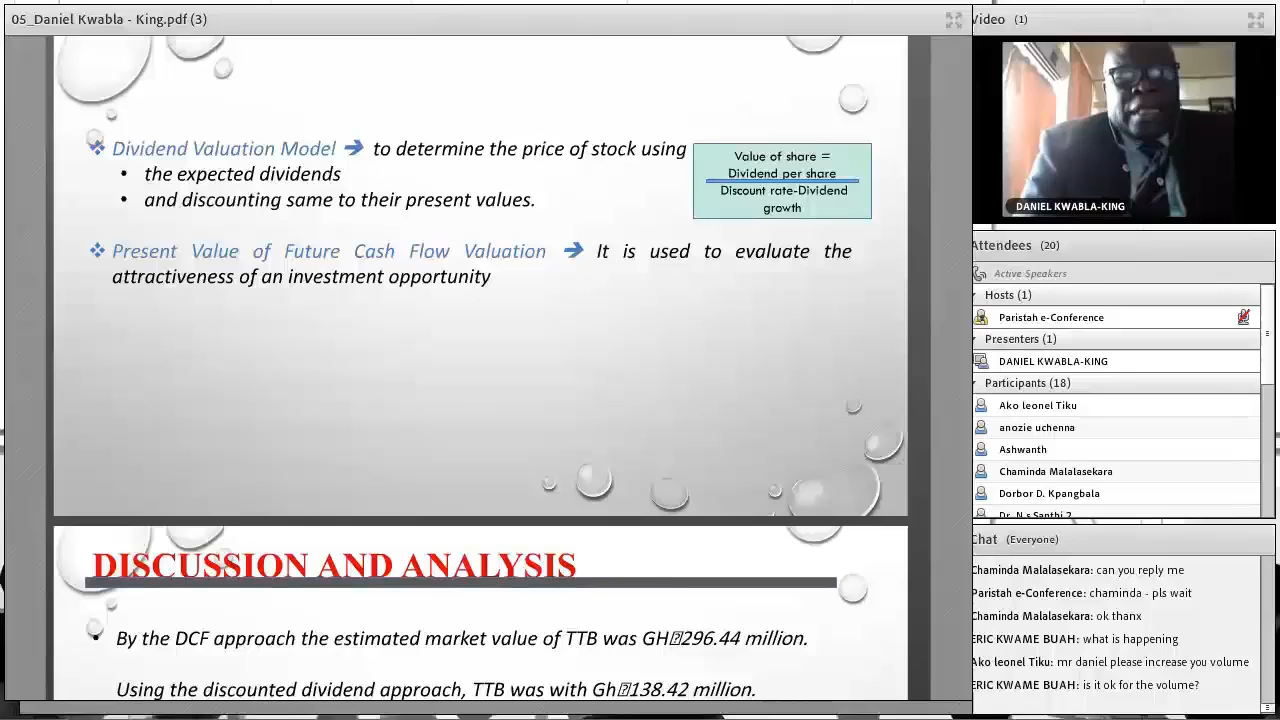 05_Daniel Kwabla - King.pdf (3)
Dividend Valuation Model ➔ to determine the price of stock using
• the expected dividends
• and discounting same to their present values.
Value of share =
Dividend per share
Discount rate-Dividend
growth
Present Value of Future Cash Flow Valuation ➔ It is used to evaluate the
attractiveness of an investment opportunity
DISCUSSION AND ANALYSIS
• By the DCF approach the estimated market value of TTB was GH⍰296.44 million.
Using the discounted dividend approach, TTB was with Gh⍰138.42 million.
Video (1)
DANIEL KWABLA-KING
Attendees (20)
Active Speakers
Hosts (1)
Paristah e-Conference
Presenters (1)
DANIEL KWABLA-KING
Participants (18)
Ako leonel Tiku
anozie uchenna
Ashwanth
Chaminda Malalasekara
Dorbor D. Kpangbala
Dr. N s Santhi 2
Chat (Everyone)
Chaminda Malalasekara: can you reply me
Paristah e-Conference: chaminda - pls wait
Chaminda Malalasekara: ok thanx
ERIC KWAME BUAH: what is happening
Ako leonel Tiku: mr daniel please increase you volume
ERIC KWAME BUAH: is it ok for the volume?